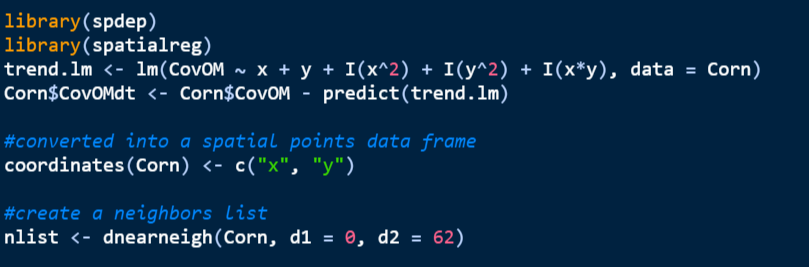 library(spdep)
library(spatialreg)
trend.lm <- lm(CovOM ~ x + y + I(x^2) + I(y^2) + I(x*y), data = Corn)
Corn$CovOMdt <- Corn$CovOM - predict(trend.lm)
#converted into a spatial points data frame
coordinates(Corn) <- c("x", "y")
#create a neighbors list
nlist <- dnearneigh(Corn, d1 = 0, d2 = 62)